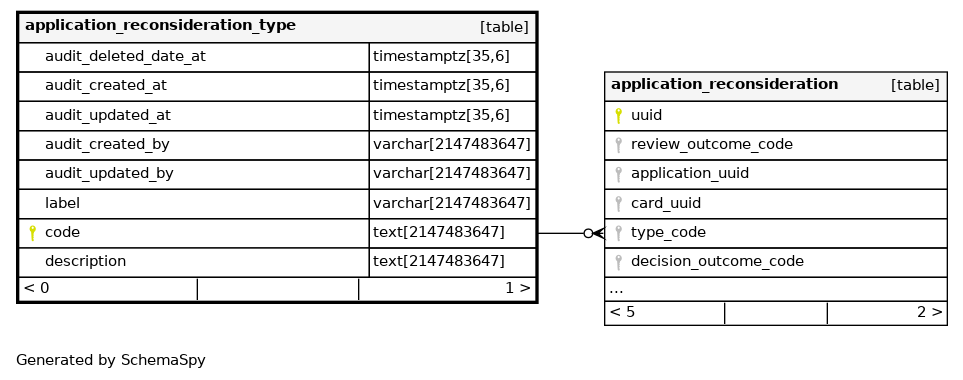 application_reconsideration_type [table]
audit_deleted_date_at timestamptz[35,6]
audit_created_at timestamptz[35,6]
audit_updated_at timestamptz[35,6]
audit_created_by varchar[2147483647]
audit_updated_by varchar[2147483647]
label varchar[2147483647]
code text[2147483647]
description text[2147483647]
< 0 1 >
application_reconsideration [table]
uuid
review_outcome_code
application_uuid
card_uuid
type_code
decision_outcome_code
...
< 5 2 >
Generated by SchemaSpy